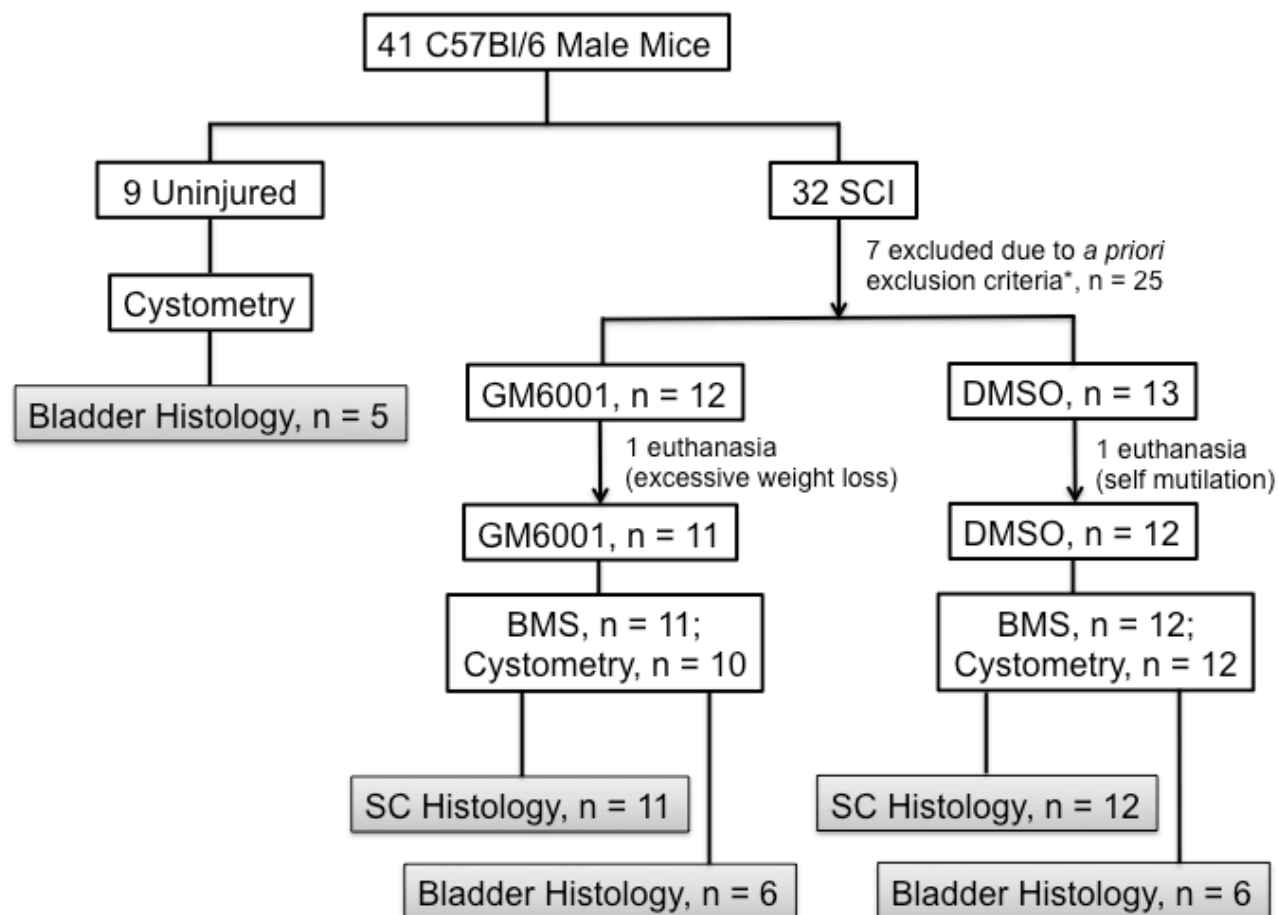 41 C57Bl/6 Male Mice
9 Uninjured
32 SCI
7 excluded due to a priori
exclusion criteria*, n = 25
Cystometry
Bladder Histology, n = 5
GM6001, n = 12
DMSO, n = 13
1 euthanasia
(excessive weight loss)
1 euthanasia
(self mutilation)
GM6001, n = 11
DMSO, n = 12
BMS, n = 11;
Cystometry, n = 10
BMS, n = 12;
Cystometry, n = 12
SC Histology, n = 11
SC Histology, n = 12
Bladder Histology, n = 6
Bladder Histology, n = 6